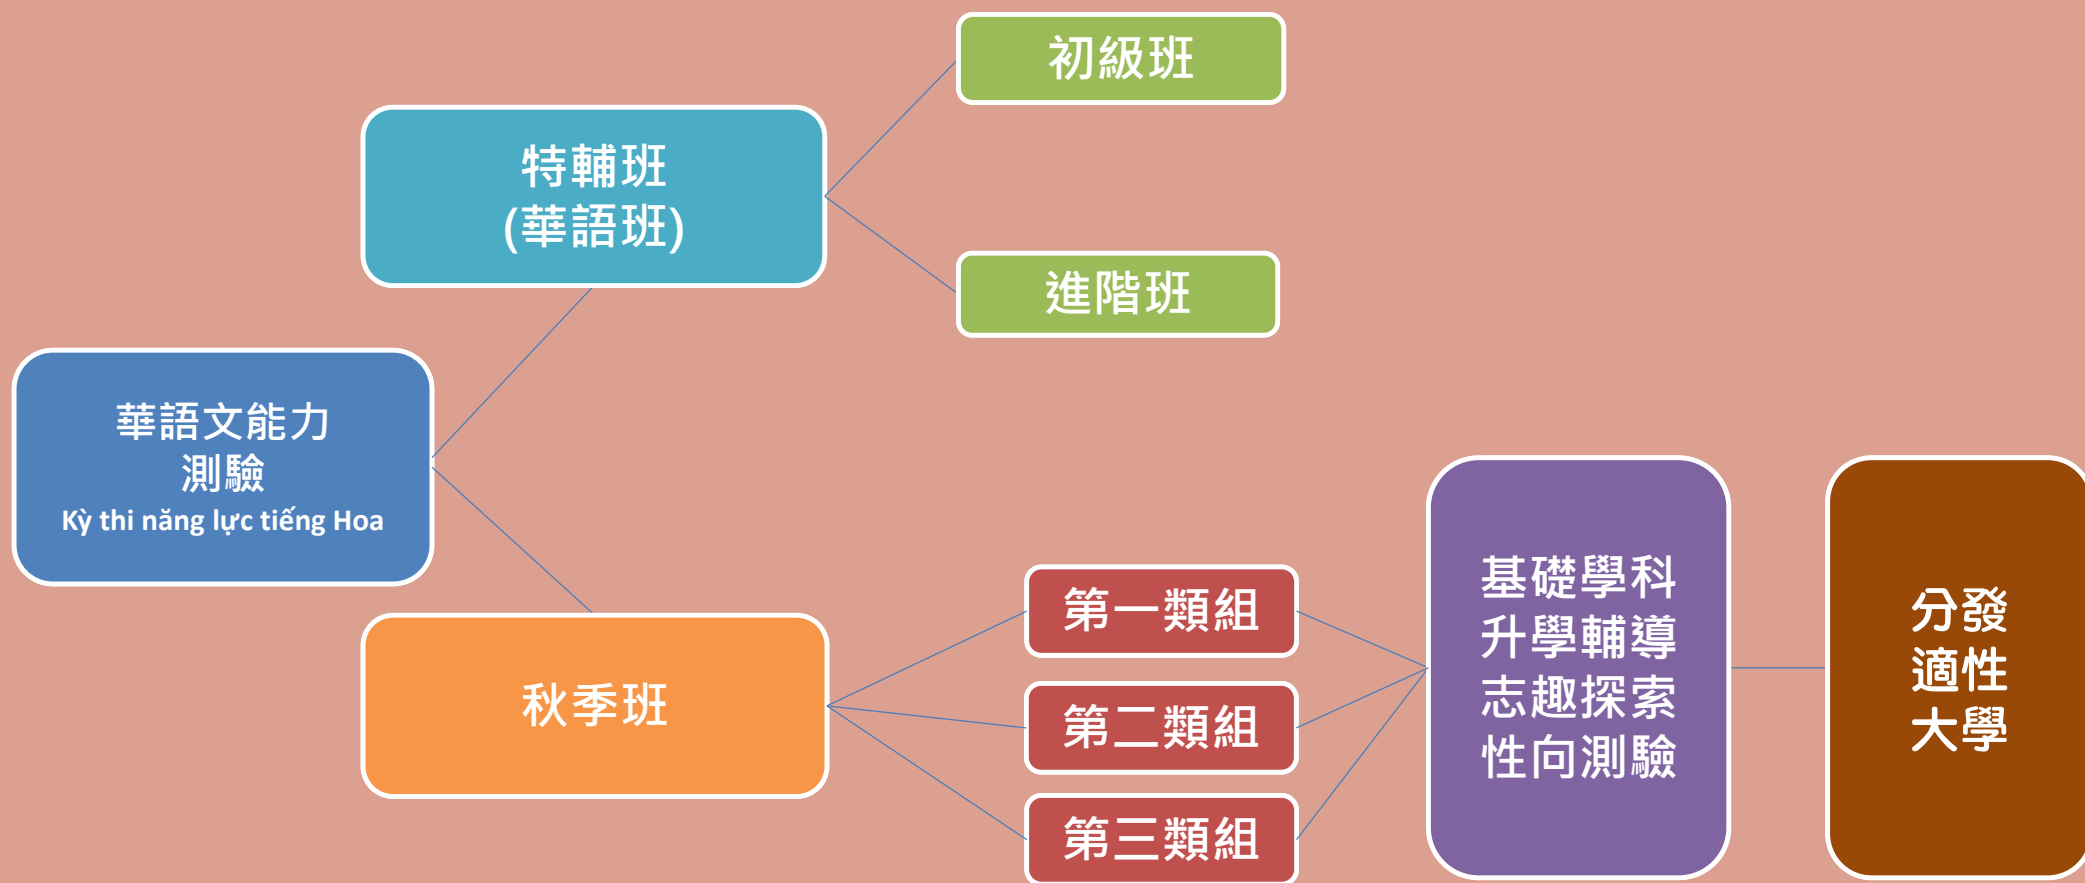 初級班
特輔班
(華語班)
進階班
華語文能力
測驗
Kỳ thi năng lực tiếng Hoa
秋季班
第一類組
第二類組
第三類組
基礎學科
升學輔導
志趣探索
性向測驗
分發
適性
大學